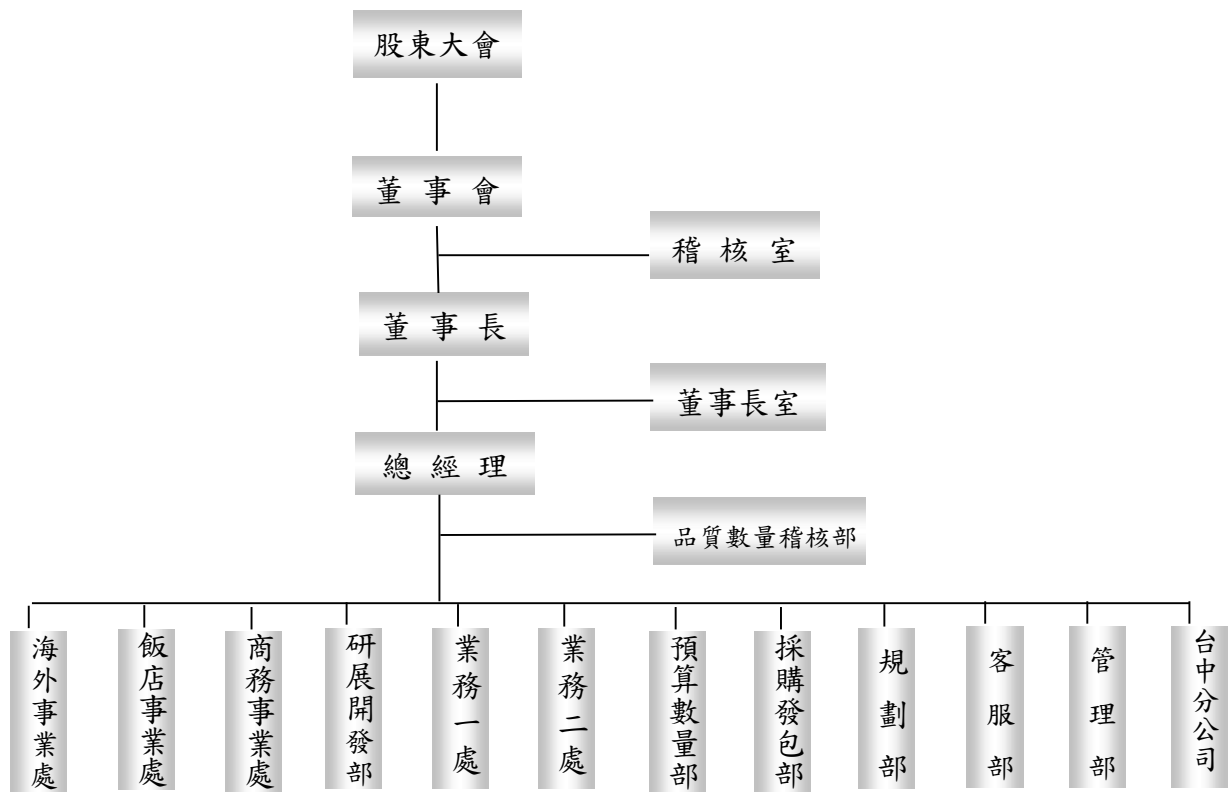 股東大會
董事會
稽核室
董事長
董事長室
總經理
品質數量稽核部
海外事業處
飯店事業處
商務事業處
研展開發部
業務一處
業務二處
預算數量部
採購發包部
規劃部
客服部
管理部
台中分公司